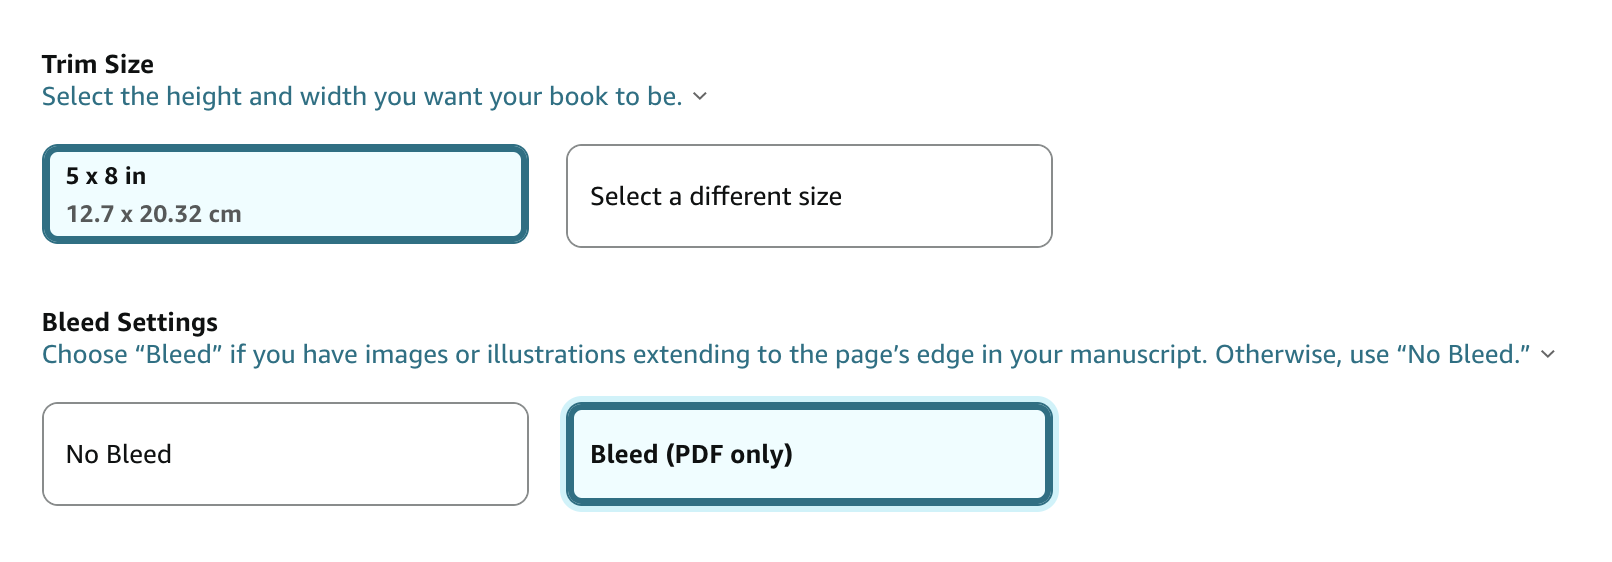 Trim Size
Select the height and width you want your book to be.
5 x 8 in
12.7 x 20.32 cm
Select a different size
Bleed Settings
Choose “Bleed” if you have images or illustrations extending to the page’s edge in your manuscript. Otherwise, use “No Bleed.”
No Bleed
Bleed (PDF only)